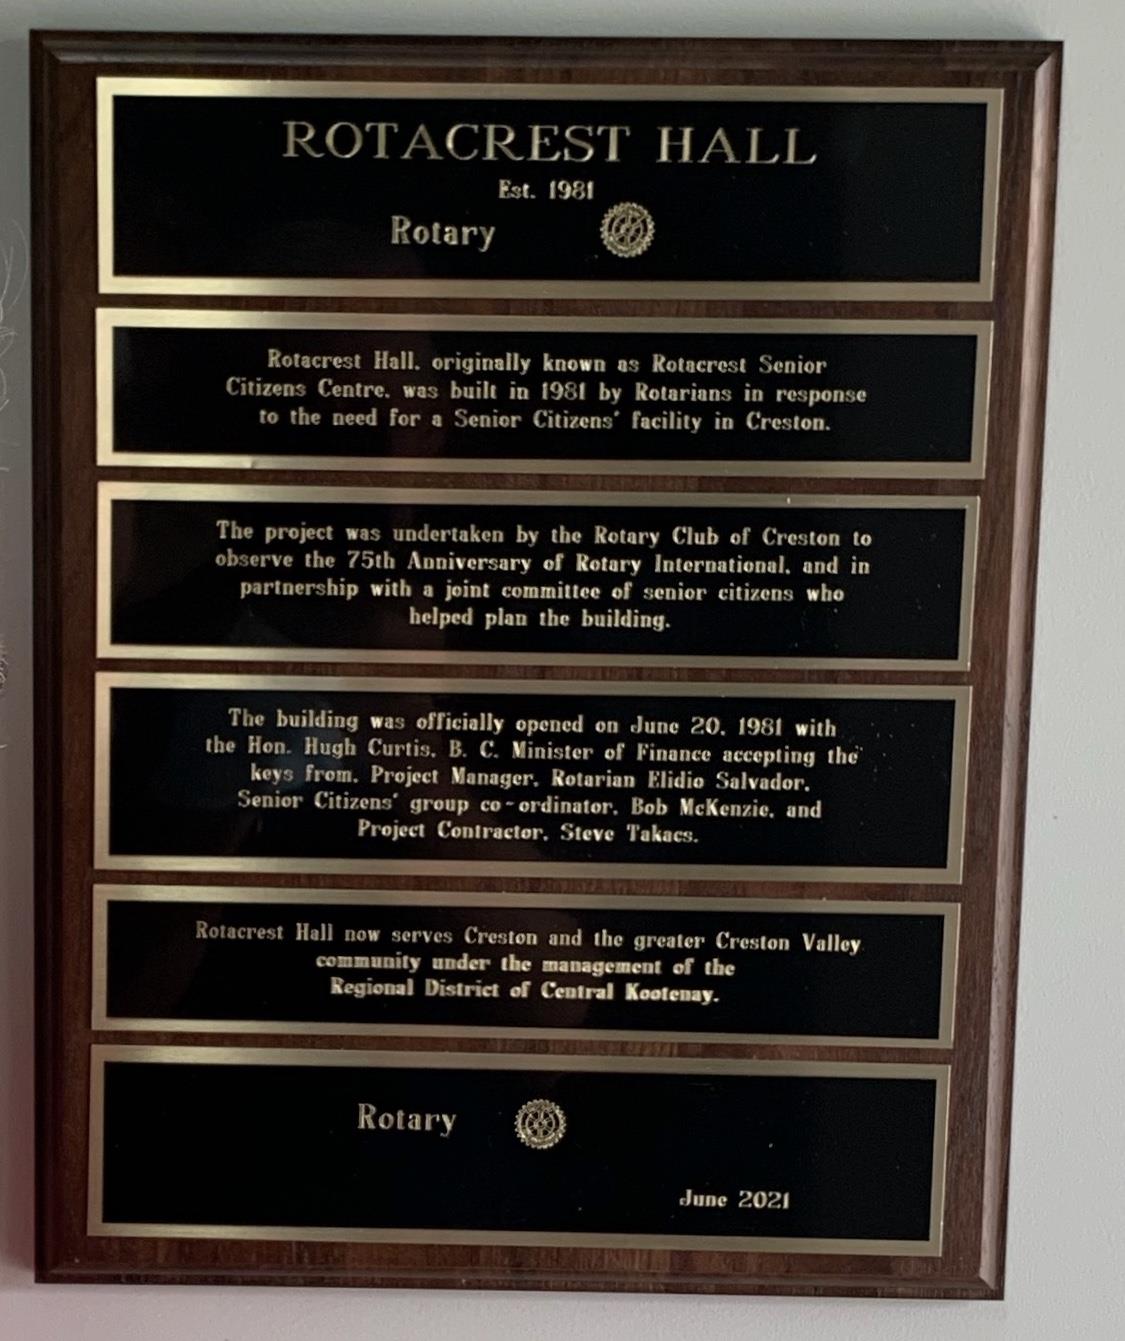 ROTACREST HALL
Est. 1981
Rotary
Rotacrest Hall, originally known as Rotacrest Senior
Citizens Centre, was built in 1981 by Rotarians in response
to the need for a Senior Citizens' facility in Creston.
The project was undertaken by the Rotary Club of Creston to
observe the 75th Anniversary of Rotary International, and in
partnership with a joint committee of senior citizens who
helped plan the building.
The building was officially opened on June 20, 1981 with
the Hon. Hugh Curtis, B. C. Minister of Finance accepting the
keys from, Project Manager, Rotarian Elidio Salvador,
Senior Citizens' group co-ordinator, Bob McKenzie, and
Project Contractor, Steve Takacs.
Rotacrest Hall now serves Creston and the greater Creston Valley
community under the management of the
Regional District of Central Kootenay.
Rotary
June 2021